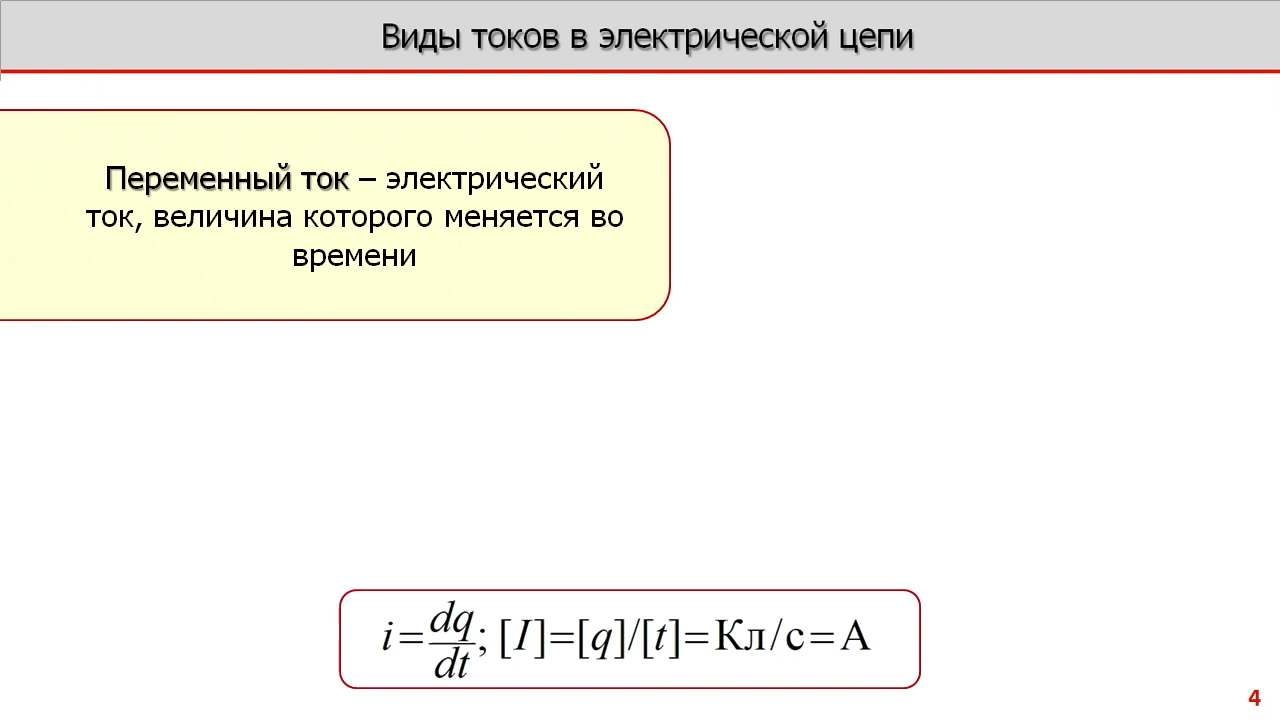 Виды токов в электрической цепи
Переменный ток – электрический
ток, величина которого меняется во
времени
i = dq/dt; [I]=[q]/[t]=Кл/с=А
4